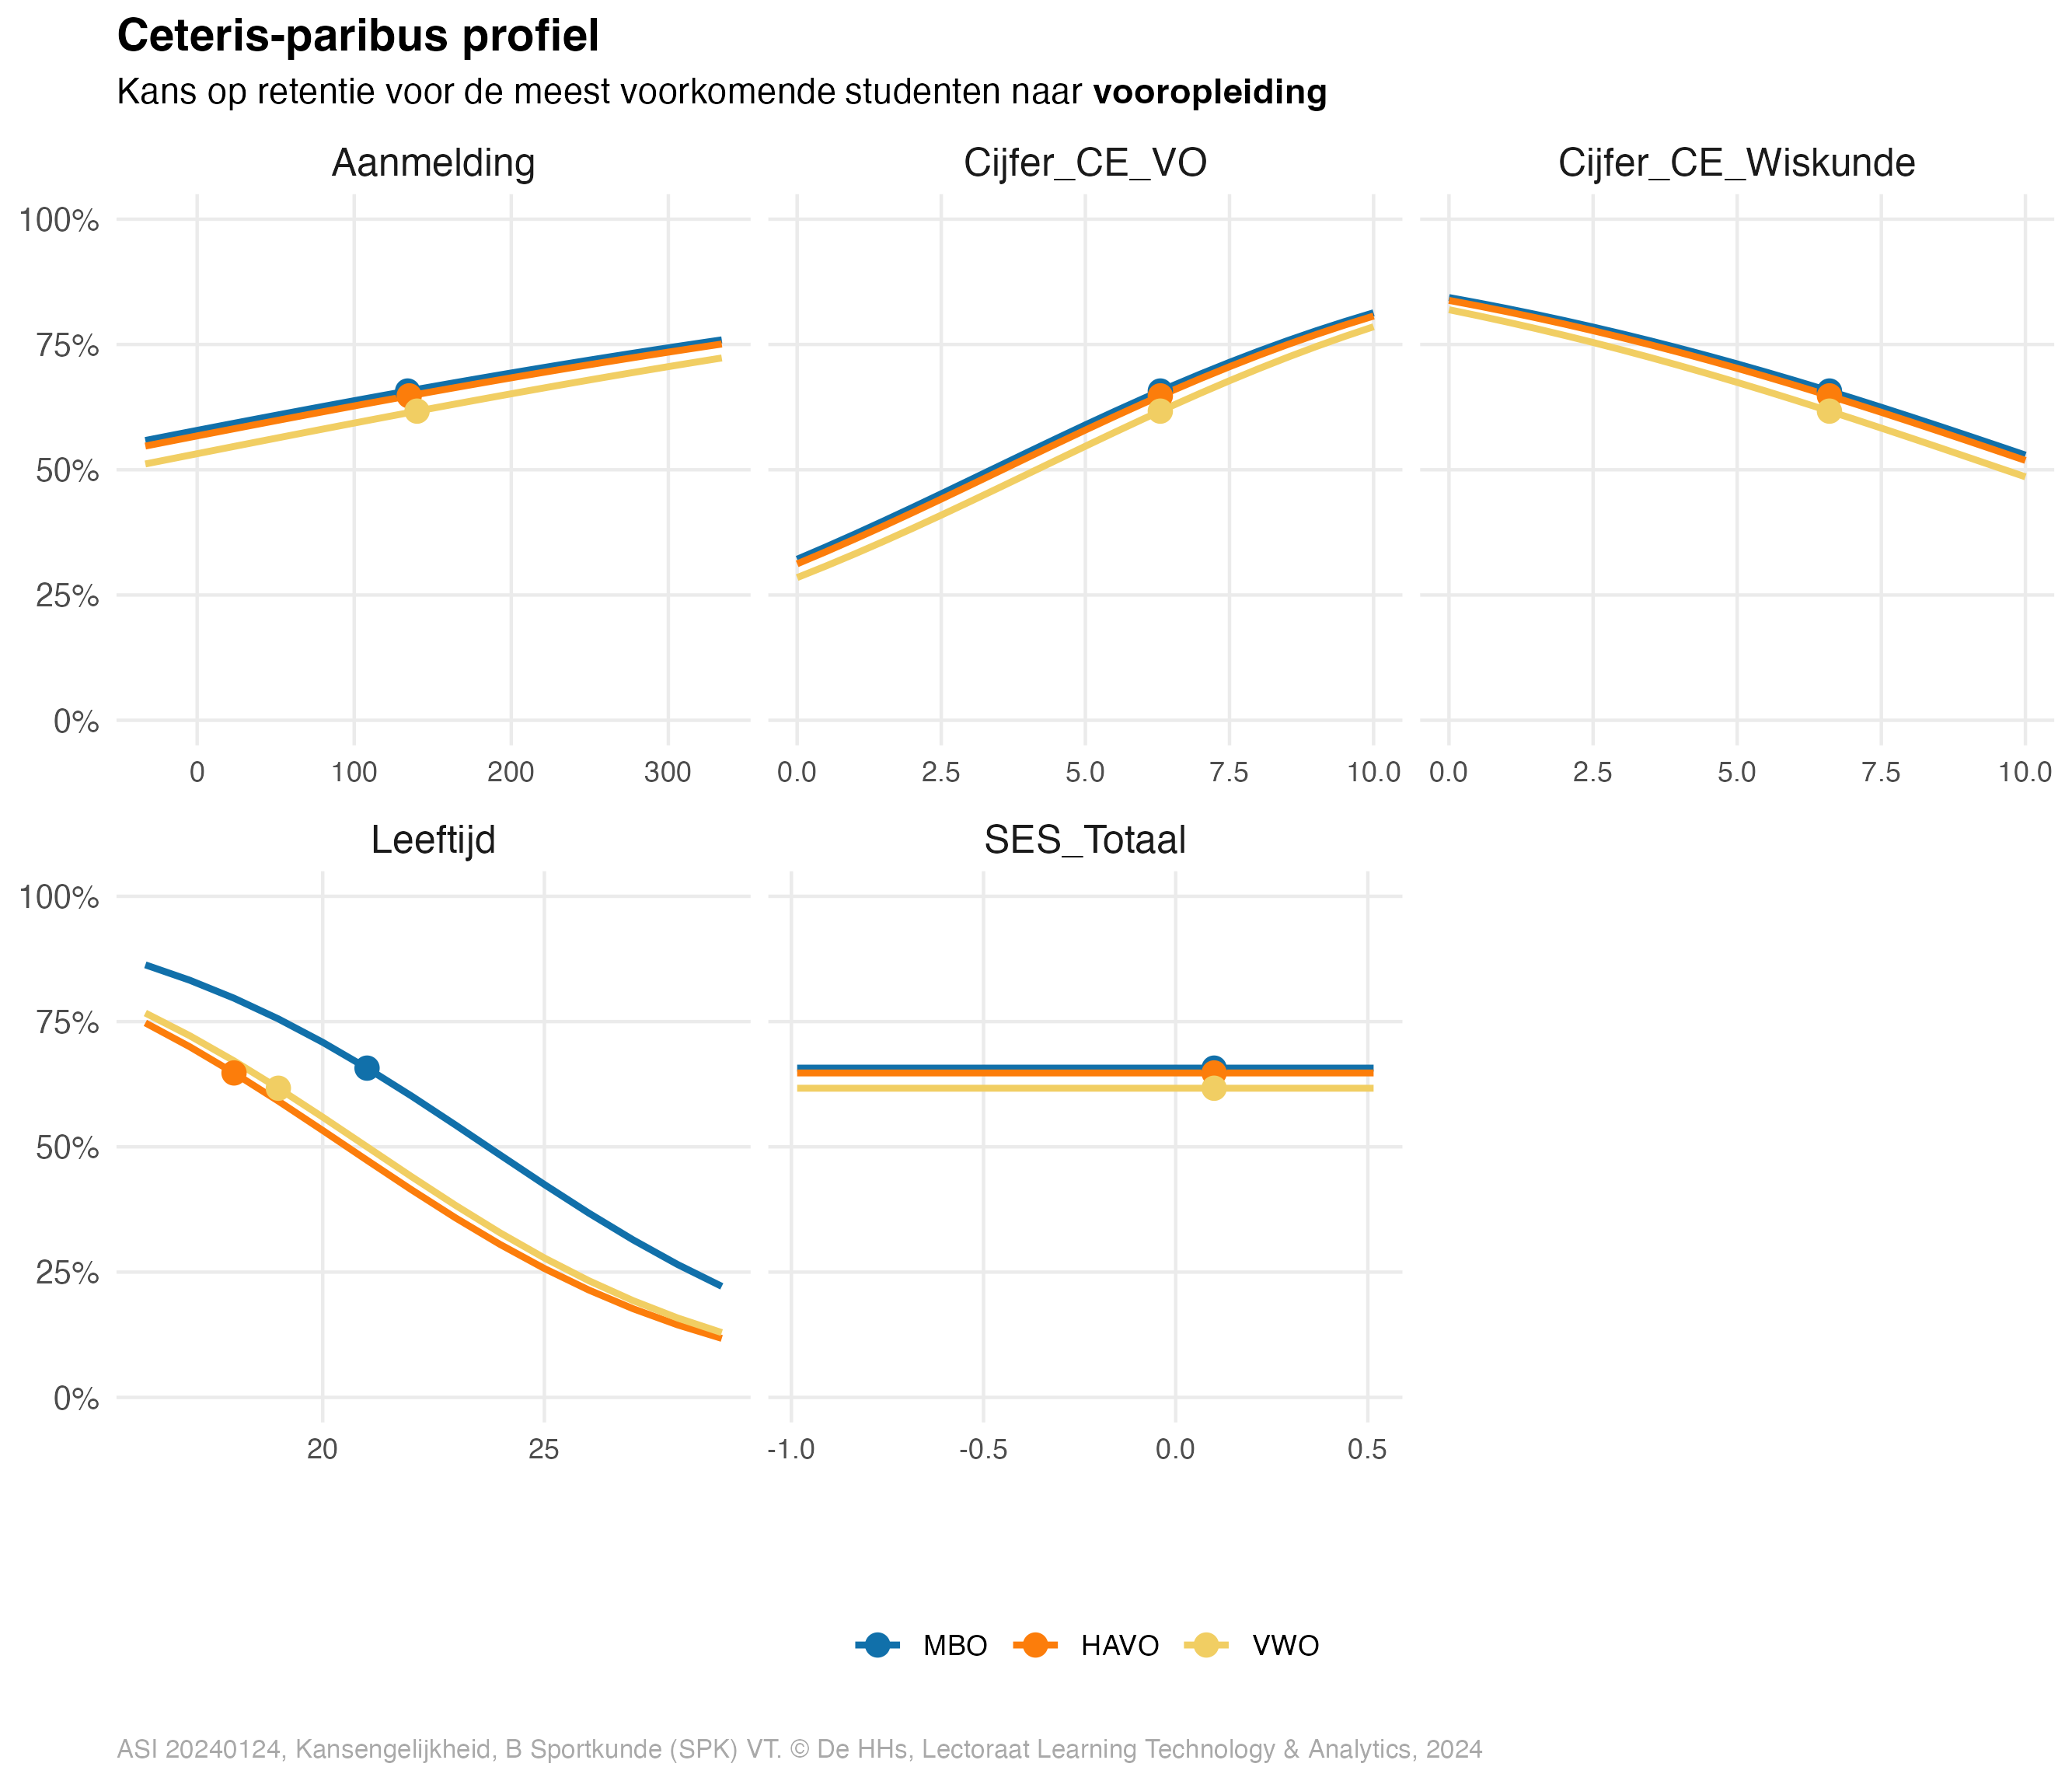 Ceteris-paribus profiel
Kans op retentie voor de meest voorkomende studenten naar vooropleiding
Aanmelding
Cijfer_CE_VO
Cijfer_CE_Wiskunde
100%
75%
50%
25%
0%
0 100 200 300
0.0 2.5 5.0 7.5 10.0
0.0 2.5 5.0 7.5 10.0
Leeftijd
SES_Totaal
100%
75%
50%
25%
0%
20 25
-1.0 -0.5 0.0 0.5
MBO HAVO VWO
ASI 20240124, Kansengelijkheid, B Sportkunde (SPK) VT. © De HHs, Lectoraat Learning Technology & Analytics, 2024